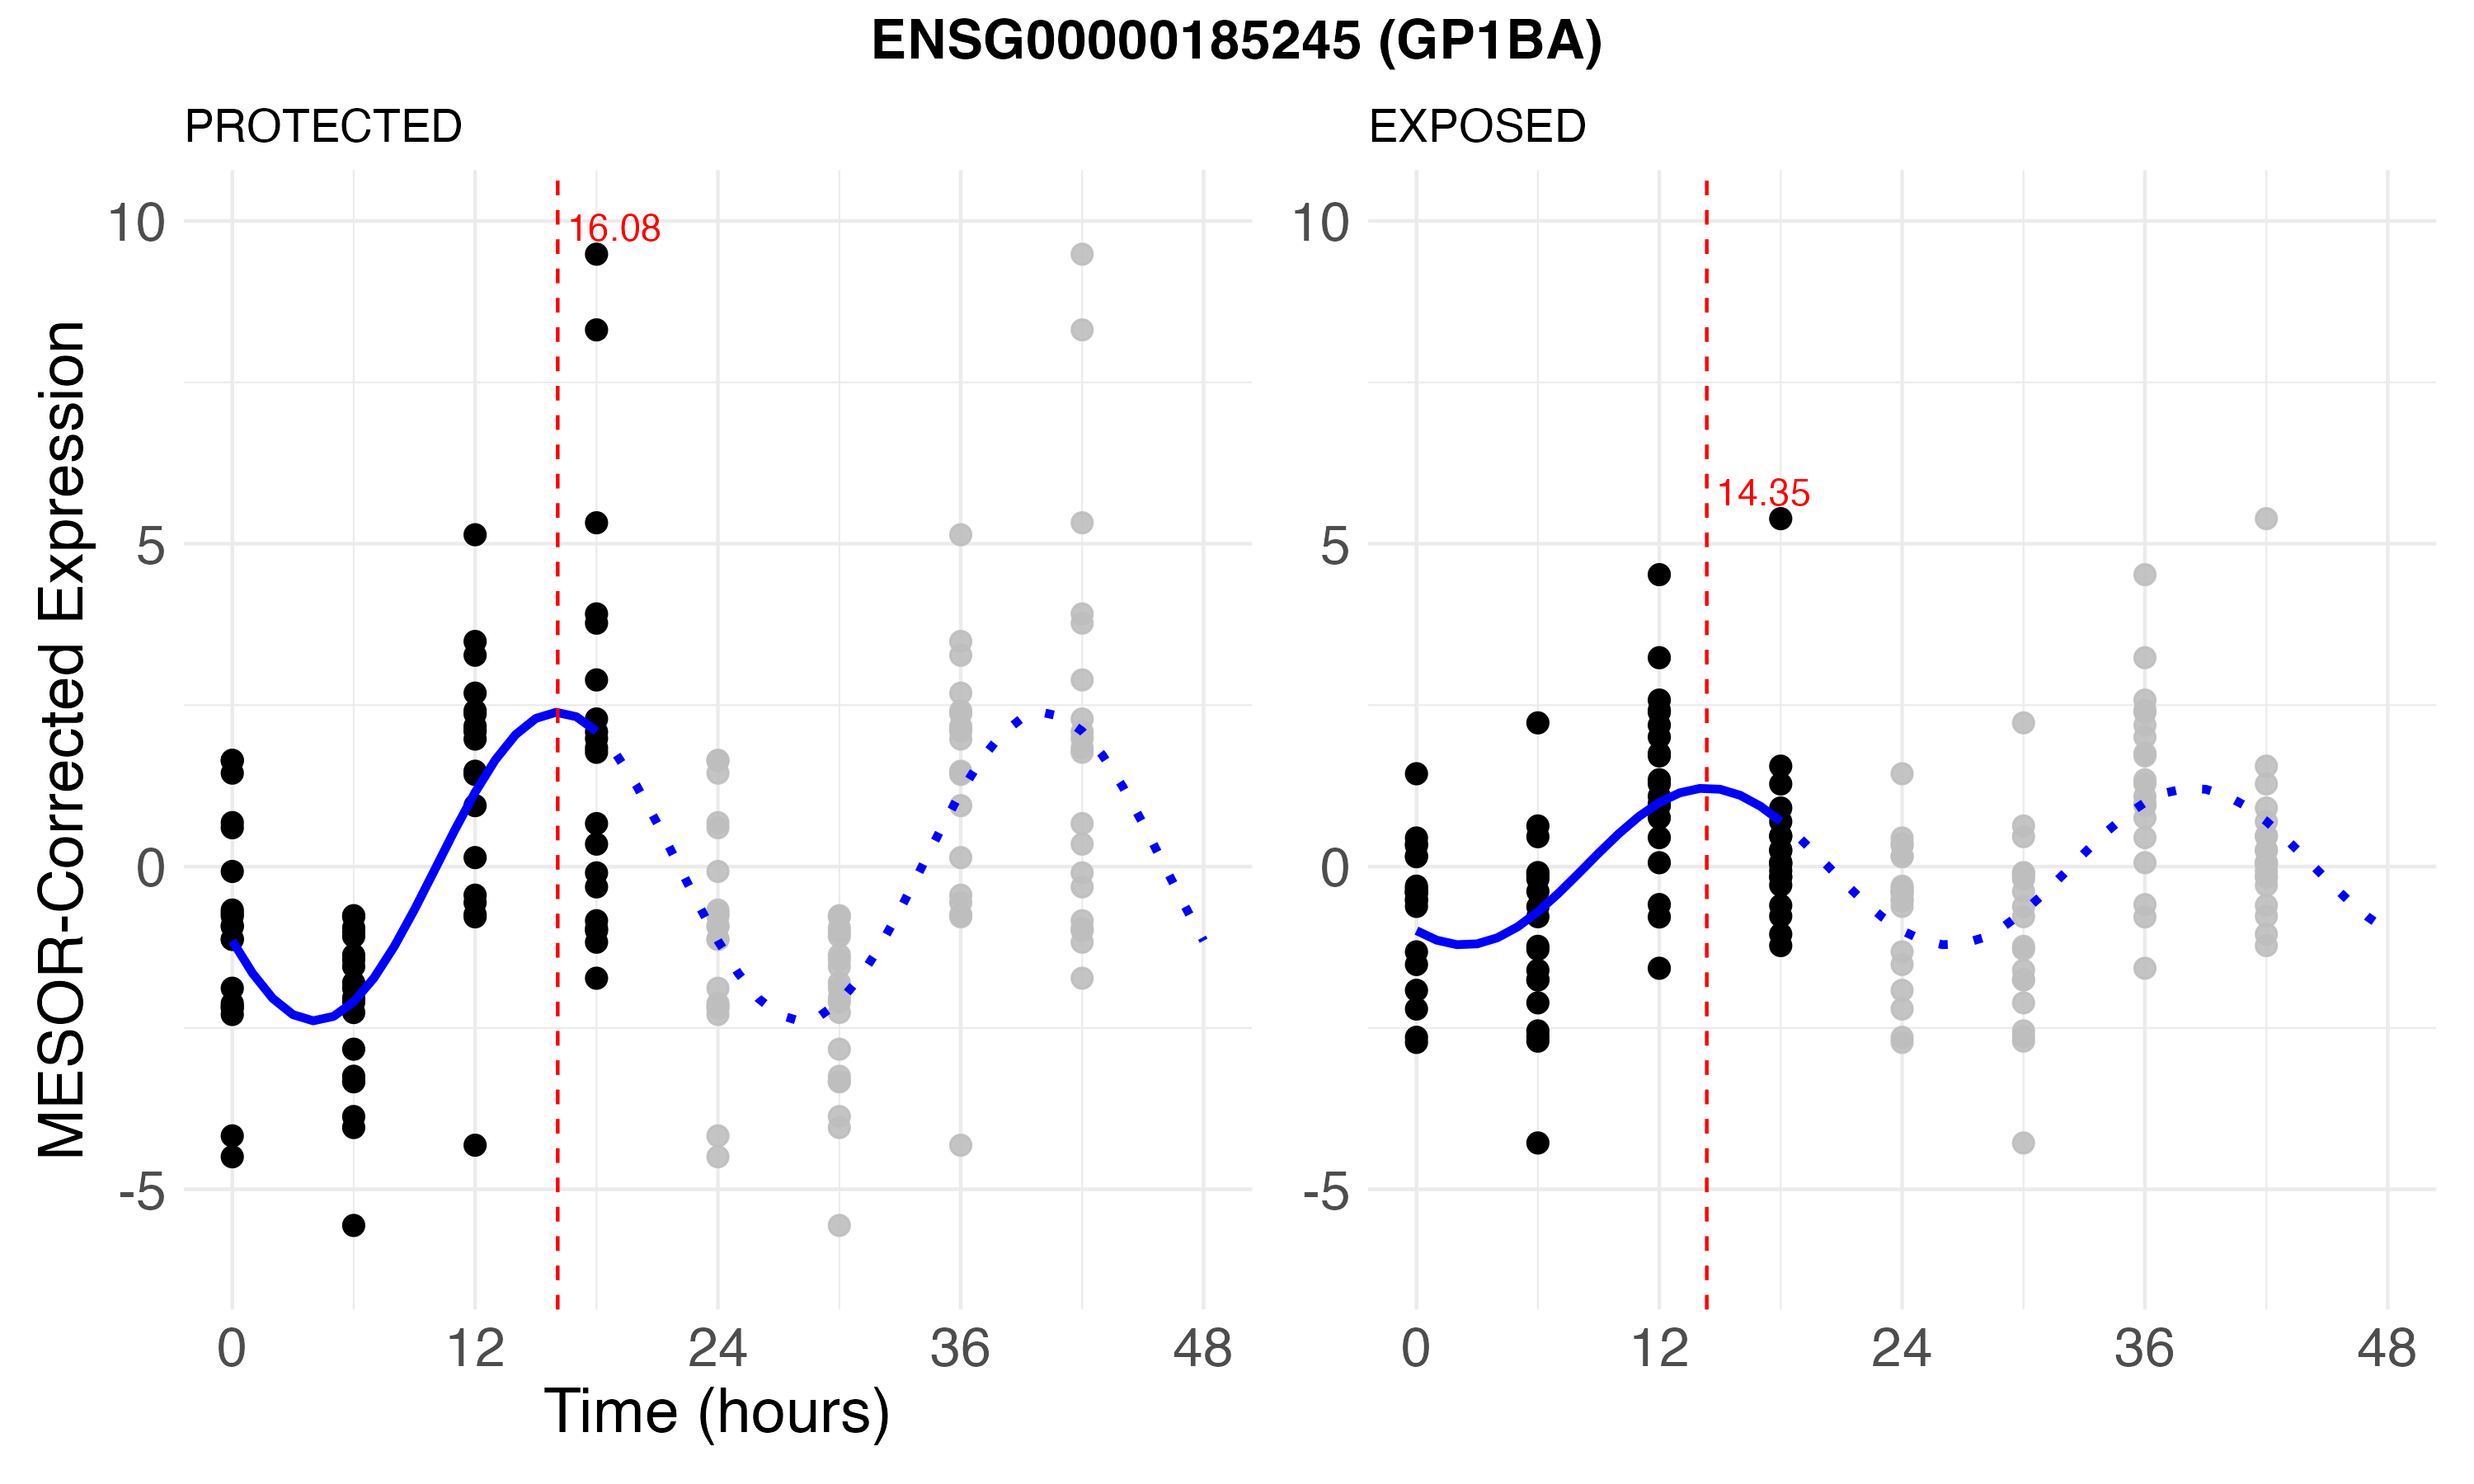 ENSG00000185245 (GP1BA)
PROTECTED
EXPOSED
MESOR-Corrected Expression
10
5
0
-5
16.08
0 12 24 36 48
10
5
0
-5
14.35
0 12 24 36 48
Time (hours)